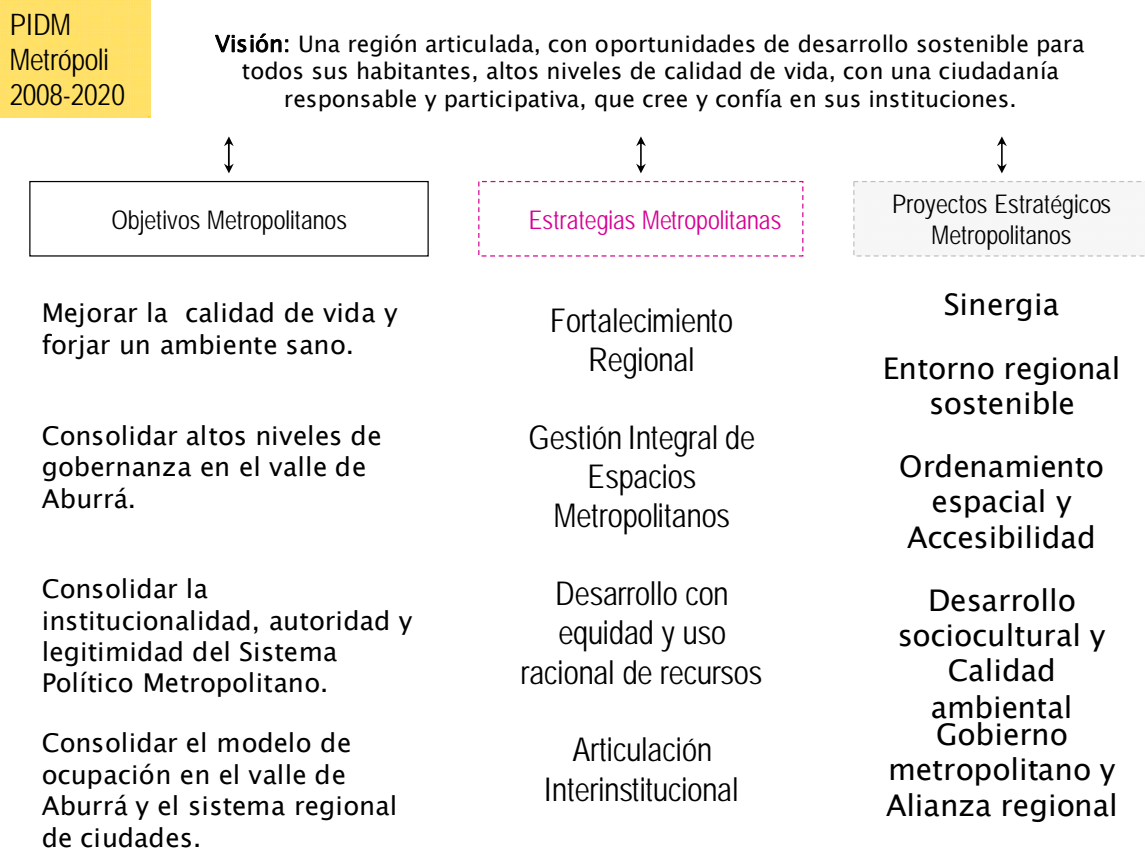 PIDM
Metrópoli
2008-2020
Visión: Una región articulada, con oportunidades de desarrollo sostenible para
todos sus habitantes, altos niveles de calidad de vida, con una ciudadanía
responsable y participativa, que cree y confía en sus instituciones.
Objetivos Metropolitanos
Mejorar la calidad de vida y
forjar un ambiente sano.
Consolidar altos niveles de
gobernanza en el valle de
Aburrá.
Consolidar la
institucionalidad, autoridad y
legitimidad del Sistema
Político Metropolitano.
Consolidar el modelo de
ocupación en el valle de
Aburrá y el sistema regional
de ciudades.
Estrategias Metropolitanas
Fortalecimiento
Regional
Gestión Integral de
Espacios
Metropolitanos
Desarrollo con
equidad y uso
racional de recursos
Articulación
Interinstitucional
Proyectos Estratégicos
Metropolitanos
Sinergia
Entorno regional
sostenible
Ordenamiento
espacial y
Accesibilidad
Desarrollo
sociocultural y
Calidad
ambiental
Gobierno
metropolitano y
Alianza regional